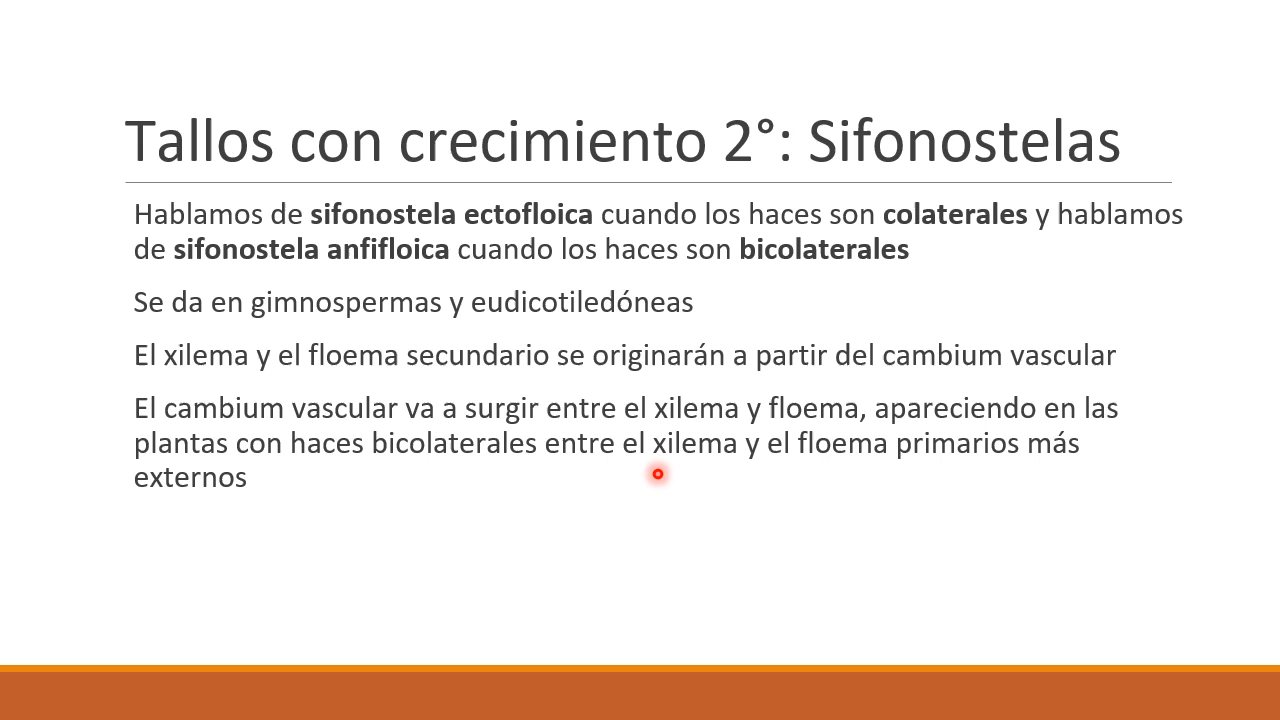 Tallos con crecimiento 2°: Sifonostelas
Hablamos de sifonostela ectofloica cuando los haces son colaterales y hablamos
de sifonostela anfifloica cuando los haces son bicolaterales
Se da en gimnospermas y eudicotiledóneas
El xilema y el floema secundario se originarán a partir del cambium vascular
El cambium vascular va a surgir entre el xilema y floema, apareciendo en las
plantas con haces bicolaterales entre el xilema y el floema primarios más
externos